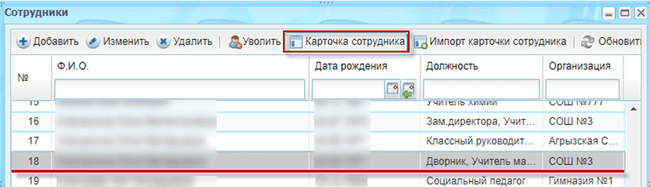 Сотрудники
Добавить Изменить Удалить Уволить Карточка сотрудника Импорт карточки сотрудника Обновит
№ Ф.И.О. Дата рождения Должность Организация
15 Учитель химии СОШ №777
16 Зам.директора, Учит... СОШ №3
17 Классный руководит... Агрызская С...
18 Дворник, Учитель ма... СОШ №3
19 Социальный педагог Гимназия №1